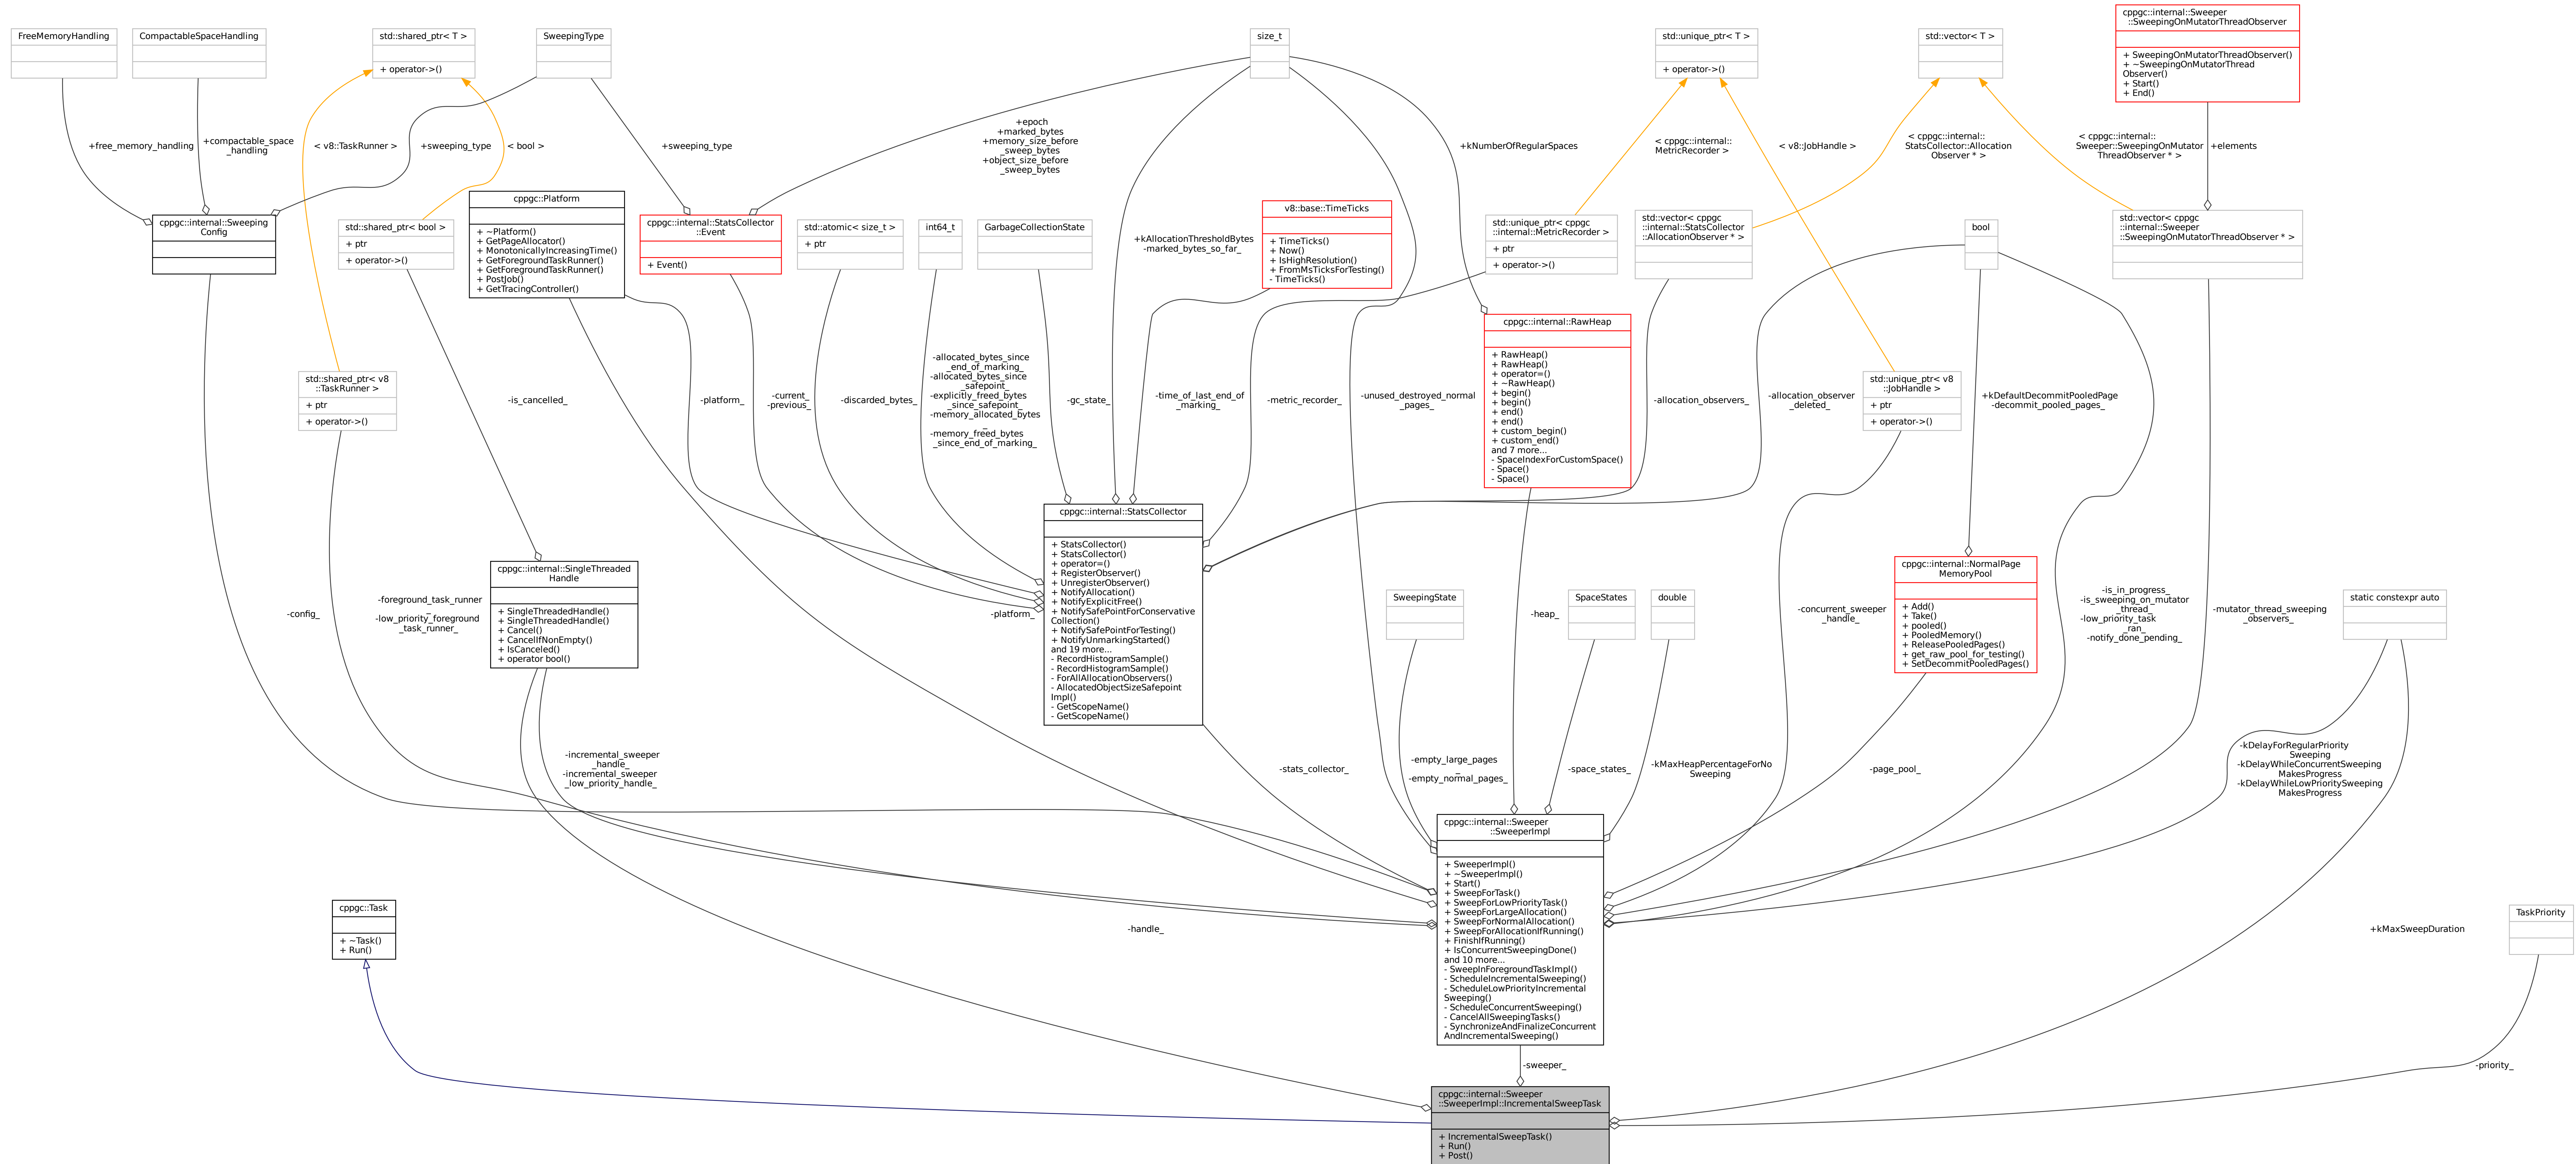 cppgc::internal::Sweeper
::SweepingOnMutatorThreadObserver
+ SweepingOnMutatorThreadObserver()
+ ~SweepingOnMutatorThread
Observer()
+ Start()
+ End()
FreeMemoryHandling
CompactableSpaceHandling
std::shared_ptr< T >
+ operator->()
SweepingType
size_t
std::unique_ptr< T >
+ operator->()
std::vector< T >
+free_memory_handling
+compactable_space
_handling
< v8::TaskRunner >
+sweeping_type
< bool >
+sweeping_type
+epoch
+marked_bytes
+memory_size_before
_sweep_bytes
+object_size_before
_sweep_bytes
+kNumberOfRegularSpaces
< cppgc::internal::
MetricRecorder >
< v8::JobHandle >
< cppgc::internal::
StatsCollector::Allocation
Observer * >
< cppgc::internal::
Sweeper::SweepingOnMutator
ThreadObserver * >
+elements
cppgc::internal::Sweeping
Config
std::shared_ptr< bool >
+ ptr
+ operator->()
cppgc::Platform
+ ~Platform()
+ GetPageAllocator()
+ MonotonicallyIncreasingTime()
+ GetForegroundTaskRunner()
+ GetForegroundTaskRunner()
+ PostJob()
+ GetTracingController()
cppgc::internal::StatsCollector
::Event
+ Event()
std::atomic< size_t >
+ ptr
int64_t
GarbageCollectionState
+kAllocationThresholdBytes
-marked_bytes_so_far_
v8::base::TimeTicks
+ TimeTicks()
+ Now()
+ IsHighResolution()
+ FromMsTicksForTesting()
- TimeTicks()
std::unique_ptr< cppgc
::internal::MetricRecorder >
+ ptr
+ operator->()
std::vector< cppgc
::internal::StatsCollector
::AllocationObserver * >
bool
std::vector< cppgc
::internal::Sweeper
::SweepingOnMutatorThreadObserver * >
cppgc::internal::RawHeap
+ RawHeap()
+ RawHeap()
+ operator=()
+ ~RawHeap()
+ begin()
+ begin()
+ end()
+ end()
+ custom_begin()
+ custom_end()
and 7 more...
- SpaceIndexForCustomSpace()
- Space()
- Space()
std::shared_ptr< v8
::TaskRunner >
+ ptr
+ operator->()
-is_cancelled_
-platform_
-current_
-previous_
-discarded_bytes_
-allocated_bytes_since
_end_of_marking_
-allocated_bytes_since
_safepoint_
-explicitly_freed_bytes
_since_safepoint_
-memory_allocated_bytes
_
-memory_freed_bytes
_since_end_of_marking_
-gc_state_
-time_of_last_end_of
_marking_
-metric_recorder_
-unused_destroyed_normal
_pages_
-allocation_observers_
-allocation_observer
_deleted_
std::unique_ptr< v8
::JobHandle >
+ ptr
+ operator->()
+kDefaultDecommitPooledPage
-decommit_pooled_pages_
cppgc::internal::StatsCollector
+ StatsCollector()
+ StatsCollector()
+ operator=()
+ RegisterObserver()
+ UnregisterObserver()
+ NotifyAllocation()
+ NotifyExplicitFree()
+ NotifySafePointForConservative
Collection()
+ NotifySafePointForTesting()
+ NotifyUnmarkingStarted()
and 19 more...
- RecordHistogramSample()
- RecordHistogramSample()
- ForAllAllocationObservers()
- AllocatedObjectSizeSafepoint
Impl()
- GetScopeName()
- GetScopeName()
cppgc::internal::SingleThreaded
Handle
+ SingleThreadedHandle()
+ SingleThreadedHandle()
+ Cancel()
+ CancelIfNonEmpty()
+ IsCanceled()
+ operator bool()
cppgc::internal::NormalPage
MemoryPool
+ Add()
+ Take()
+ pooled()
+ PooledMemory()
+ ReleasePooledPages()
+ get_raw_pool_for_testing()
+ SetDecommitPooledPages()
-config_
-foreground_task_runner
_
-low_priority_foreground
_task_runner_
-platform_
SweepingState
-heap_
SpaceStates
double
-concurrent_sweeper
_handle_
-is_in_progress_
-is_sweeping_on_mutator
_thread_
-low_priority_task
_ran_
-notify_done_pending_
-mutator_thread_sweeping
_observers_
static constexpr auto
-incremental_sweeper
_handle_
-incremental_sweeper
_low_priority_handle_
-stats_collector_
-empty_large_pages
_
-empty_normal_pages_
-space_states_
-kMaxHeapPercentageForNo
Sweeping
-page_pool_
-kDelayForRegularPriority
Sweeping
-kDelayWhileConcurrentSweeping
MakesProgress
-kDelayWhileLowPrioritySweeping
MakesProgress
cppgc::internal::Sweeper
::SweeperImpl
+ SweeperImpl()
+ ~SweeperImpl()
+ Start()
+ SweepForTask()
+ SweepForLowPriorityTask()
+ SweepForLargeAllocation()
+ SweepForNormalAllocation()
+ SweepForAllocationIfRunning()
+ FinishIfRunning()
+ IsConcurrentSweepingDone()
and 10 more...
- SweepInForegroundTaskImpl()
- ScheduleIncrementalSweeping()
- ScheduleLowPriorityIncremental
Sweeping()
- ScheduleConcurrentSweeping()
- CancelAllSweepingTasks()
- SynchronizeAndFinalizeConcurrent
AndIncrementalSweeping()
cppgc::Task
+ ~Task()
+ Run()
-handle_
+kMaxSweepDuration
TaskPriority
-sweeper_
-priority_
cppgc::internal::Sweeper
::SweeperImpl::IncrementalSweepTask
+ IncrementalSweepTask()
+ Run()
+ Post()